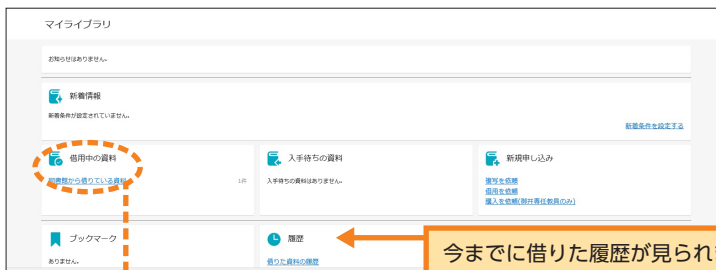 マイライブラリ
お知らせはありません。
新着情報
新着条件が設定されていません。
新着条件を設定する
借用中の資料
図書館から借りている資料
1件
入手待ちの資料
入手待ちの資料はありません。
新規申し込み
複写を依頼
借用を依頼
購入を依頼(御井専任教員のみ)
ブックマーク
ありません。
履歴
借りた資料の履歴
今までに借りた履歴が見られ